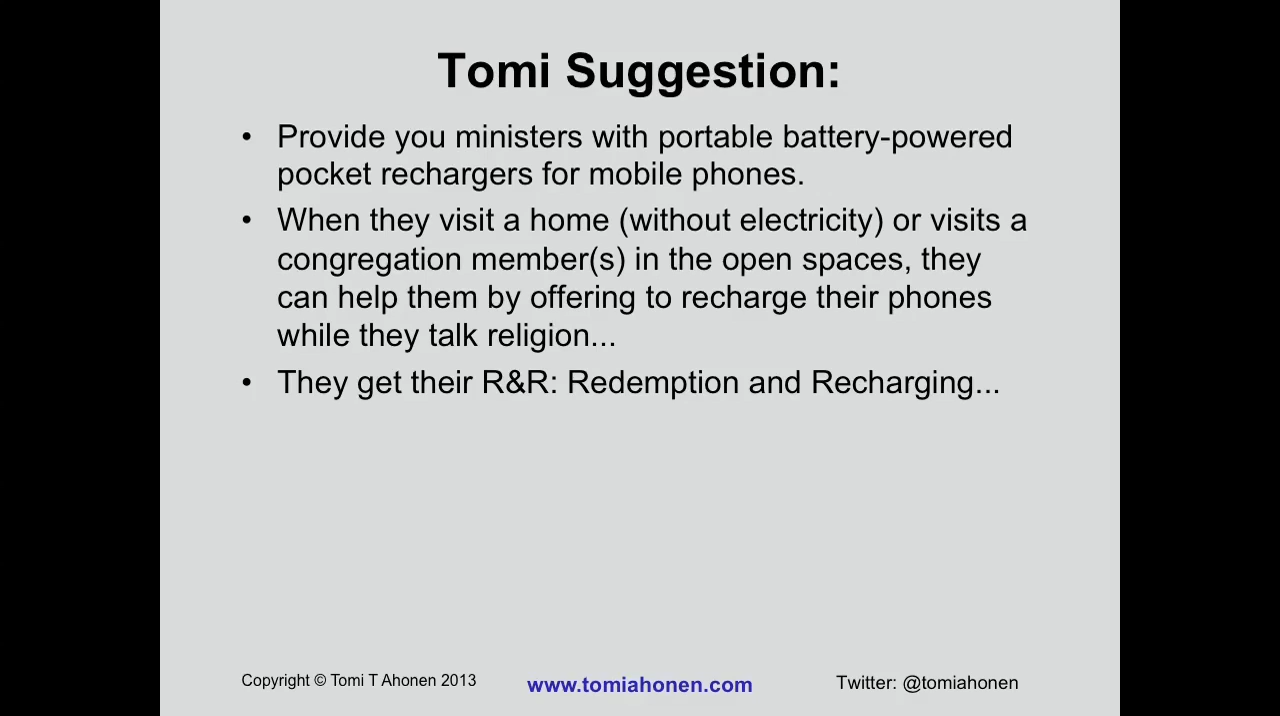 Tomi Suggestion:
• Provide you ministers with portable battery-powered
pocket rechargers for mobile phones.
• When they visit a home (without electricity) or visits a
congregation member(s) in the open spaces, they
can help them by offering to recharge their phones
while they talk religion...
• They get their R&R: Redemption and Recharging...
Copyright © Tomi T Ahonen 2013
www.tomiahonen.com
Twitter: @tomiahonen